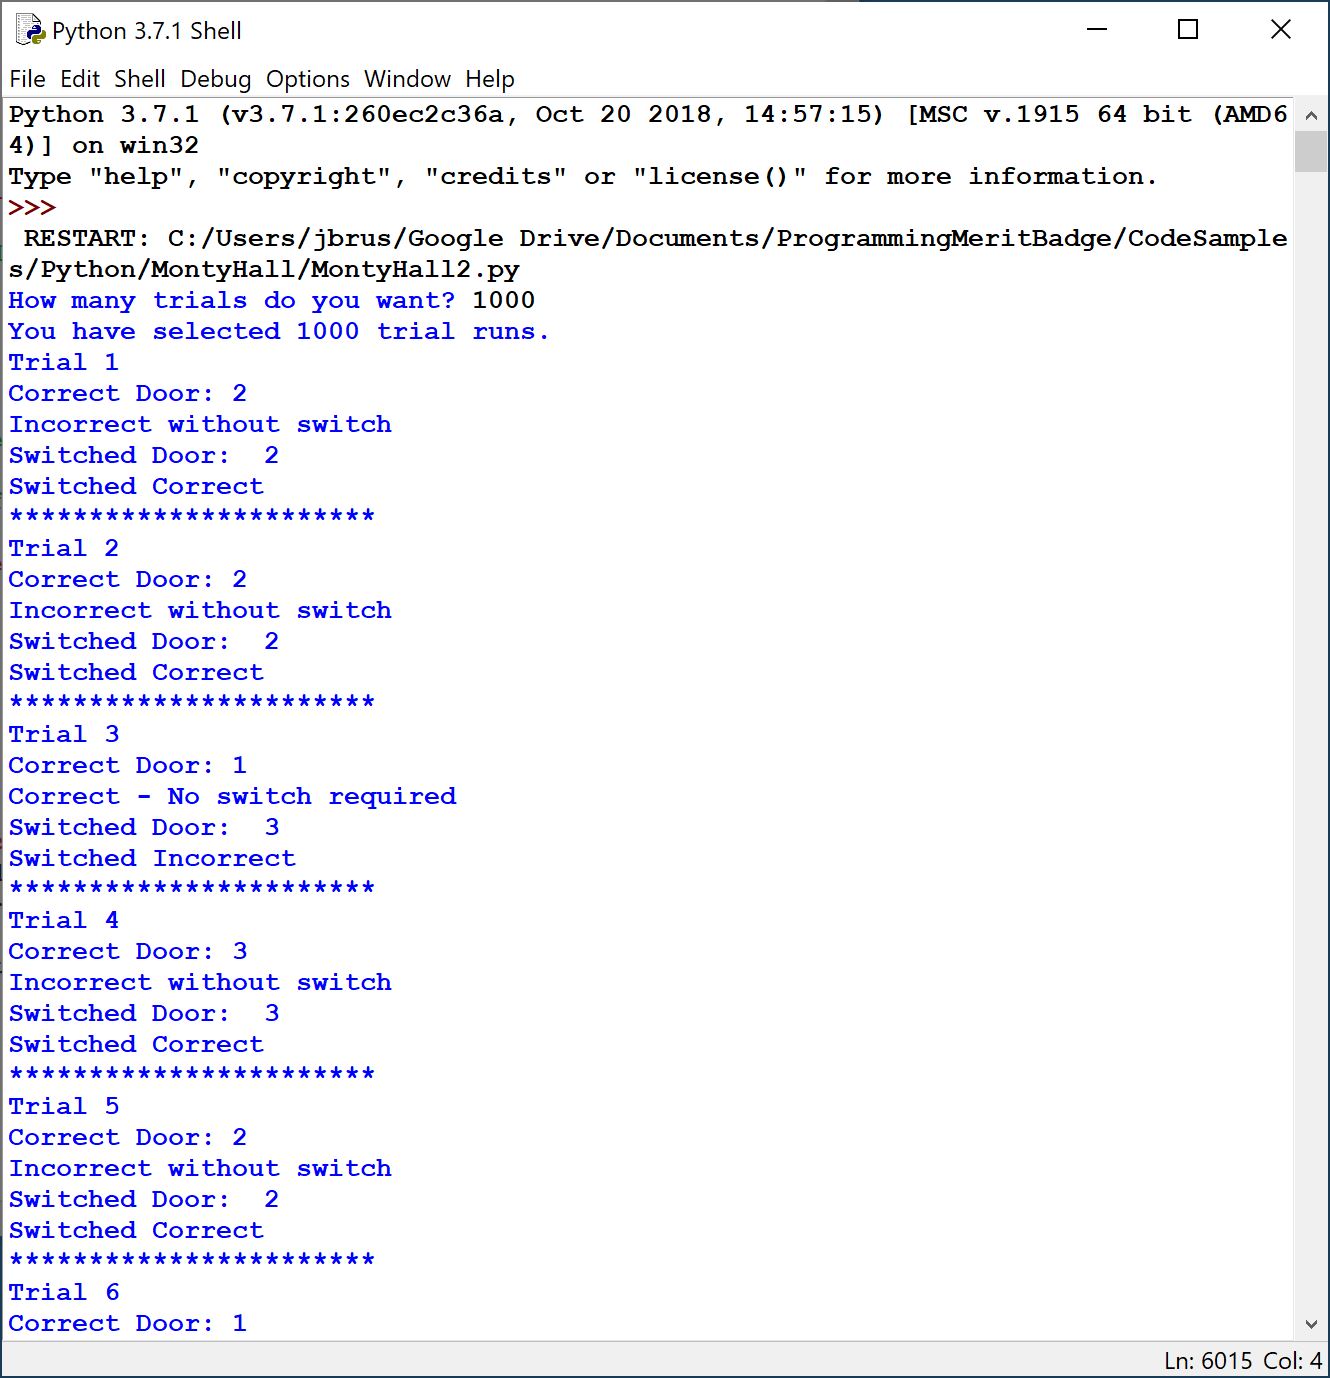 Python 3.7.1 Shell
File Edit Shell Debug Options Window Help
Python 3.7.1 (v3.7.1:260ec2c36a, Oct 20 2018, 14:57:15) [MSC v.1915 64 bit (AMD6
4)] on win32
Type "help", "copyright", "credits" or "license()" for more information.
>>>
 RESTART: C:/Users/jbrus/Google Drive/Documents/ProgrammingMeritBadge/CodeSample
s/Python/MontyHall/MontyHall2.py
How many trials do you want? 1000
You have selected 1000 trial runs.
Trial 1
Correct Door: 2
Incorrect without switch
Switched Door:  2
Switched Correct
***********************
Trial 2
Correct Door: 2
Incorrect without switch
Switched Door:  2
Switched Correct
***********************
Trial 3
Correct Door: 1
Correct - No switch required
Switched Door:  3
Switched Incorrect
***********************
Trial 4
Correct Door: 3
Incorrect without switch
Switched Door:  3
Switched Correct
***********************
Trial 5
Correct Door: 2
Incorrect without switch
Switched Door:  2
Switched Correct
***********************
Trial 6
Correct Door: 1
Ln: 6015 Col: 4